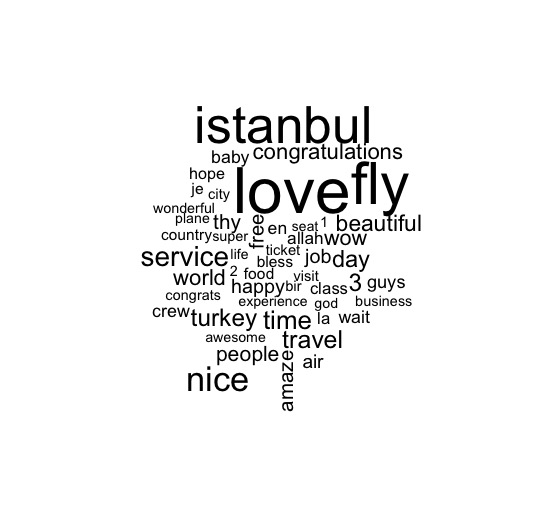 istanbul
baby congratulations
hope
je city love fly
wonderful
plane thy free en seat 1 beautiful
country super allah wow
service life ticket bless job day
world 2 food visit
happy bir class 3 guys
congrats experience god business
crew turkey time la wait
awesome travel
people amaze air
nice